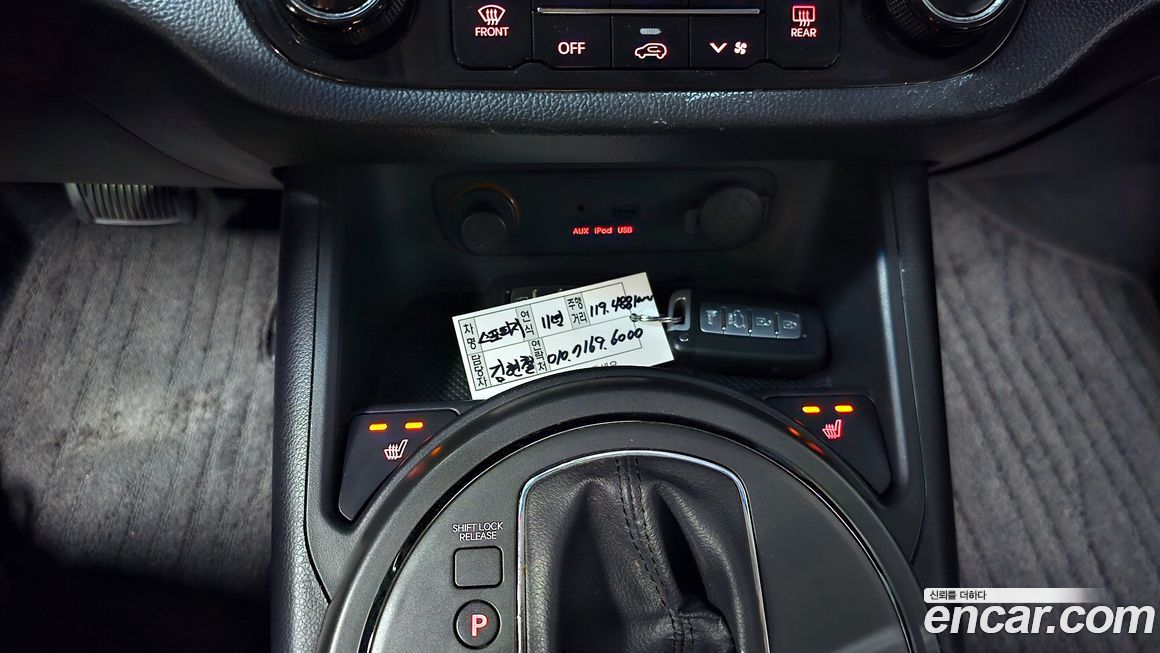 FRONT
OFF
REAR
AUX iPod USB
차명 스포티지 연식 11년 주행거리 119.488km
담당자 김현철 연락처 010.7169.6000
SHIFT LOCK
RELEASE
P
신뢰를 더하다
encar.com